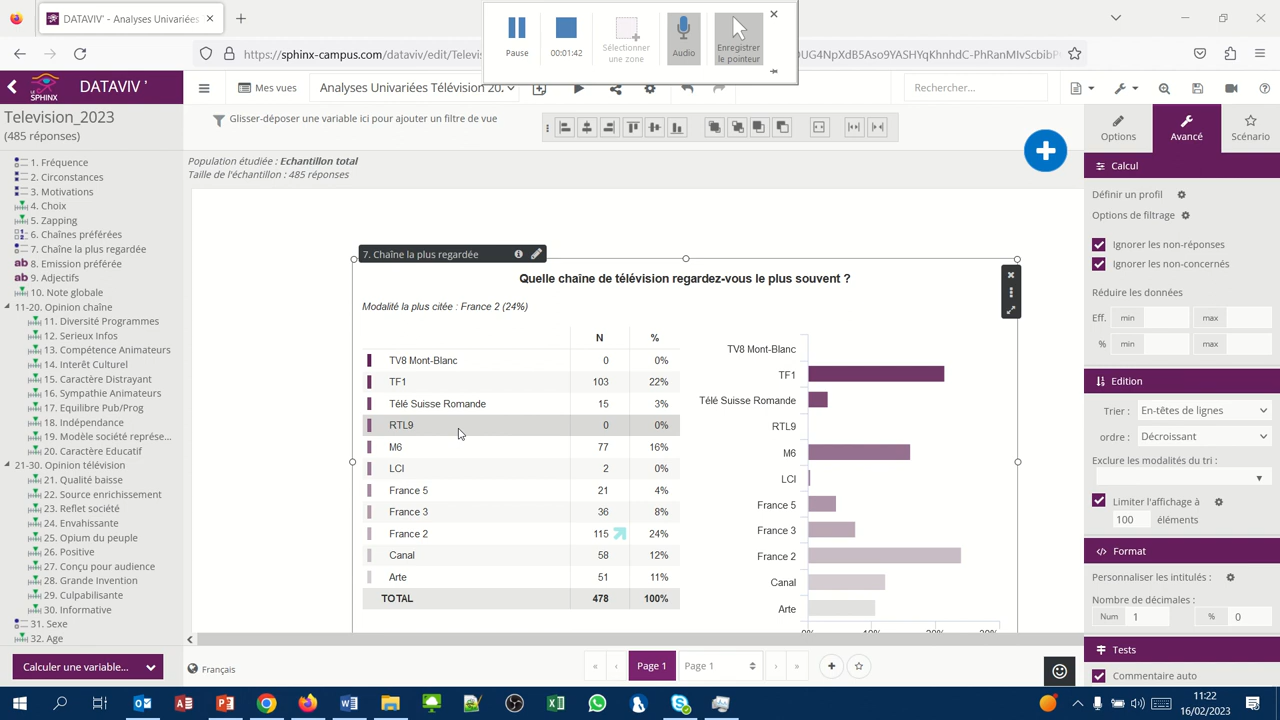 DATAVIV' - Analyses Univariées
Pause
00:01:42
Sélectionner une zone
Audio
Enregistrer le pointeur
https://sphinx-campus.com/dataviv/edit/Televi
LE SPHINX
DATAVIV '
Mes vues
Analyses Univariées Télévision 20.
Rechercher...
Television_2023
(485 réponses)
1. Fréquence
2. Circonstances
3. Motivations
4. Choix
5. Zapping
6. Chaînes préférées
7. Chaîne la plus regardée
8. Emission préférée
9. Adjectifs
10. Note globale
11-20. Opinion chaîne
11. Diversité Programmes
12. Serieux Infos
13. Compétence Animateurs
14. Intérêt Culturel
15. Caractère Distrayant
16. Sympathie Animateurs
17. Equilibre Pub/Prog
18. Indépendance
19. Modèle société représe...
20. Caractère Educatif
21-30. Opinion télévision
21. Qualité baisse
22. Source enrichissement
23. Reflet société
24. Envahissante
25. Opium du peuple
26. Positive
27. Conçu pour audience
28. Grande Invention
29. Culpabilisante
30. Informative
31. Sexe
32. Age
Calculer une variable...
Glisser-déposer une variable ici pour ajouter un filtre de vue
Population étudiée : Echantillon total
Taille de l'échantillon : 485 réponses
7. Chaîne la plus regardée
Quelle chaîne de télévision regardez-vous le plus souvent ?
Modalité la plus citée : France 2 (24%)
N %
TV8 Mont-Blanc 0 0%
TF1 103 22%
Télé Suisse Romande 15 3%
RTL9 0 0%
M6 77 16%
LCI 2 0%
France 5 21 4%
France 3 36 8%
France 2 115 24%
Canal 58 12%
Arte 51 11%
TOTAL 478 100%
TV8 Mont-Blanc
TF1
Télé Suisse Romande
RTL9
M6
LCI
France 5
France 3
France 2
Canal
Arte
Français
Page 1
Page 1
Options
Avancé
Scénario
Calcul
Définir un profil
Options de filtrage
Ignorer les non-réponses
Ignorer les non-concernés
Réduire les données
Eff. min max
% min max
Edition
Trier : En-têtes de lignes
ordre : Décroissant
Exclure les modalités du tri :
Limiter l'affichage à
100 éléments
Format
Personnaliser les intitulés :
Nombre de décimales :
Num 1 % 0
Tests
Commentaire auto
11:22
16/02/2023